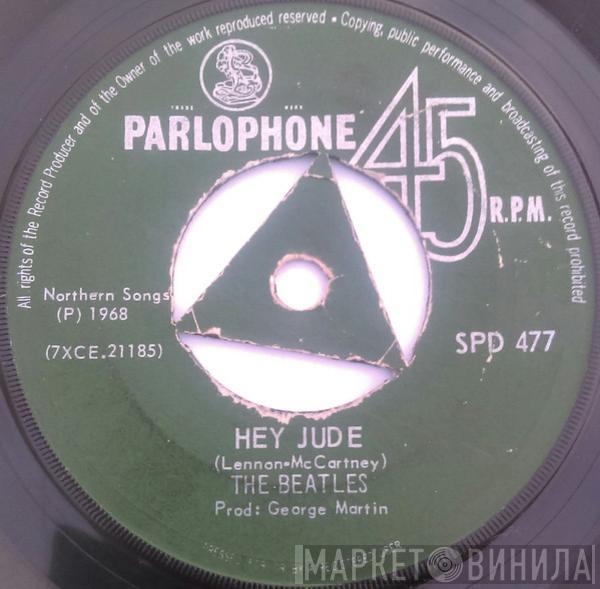 All rights of the Record Producer and of the Owner of the work reproduced reserved • Copying, public performance and broadcasting of this record prohibited
TRADE MARK
PARLOPHONE
45
R.P.M.
Northern Songs
(P) 1968
(7XCE.21185)
SPD 477
HEY JUDE
(Lennon-McCartney)
THE BEATLES
Prod: George Martin
МАРКЕТ ВИНИЛА